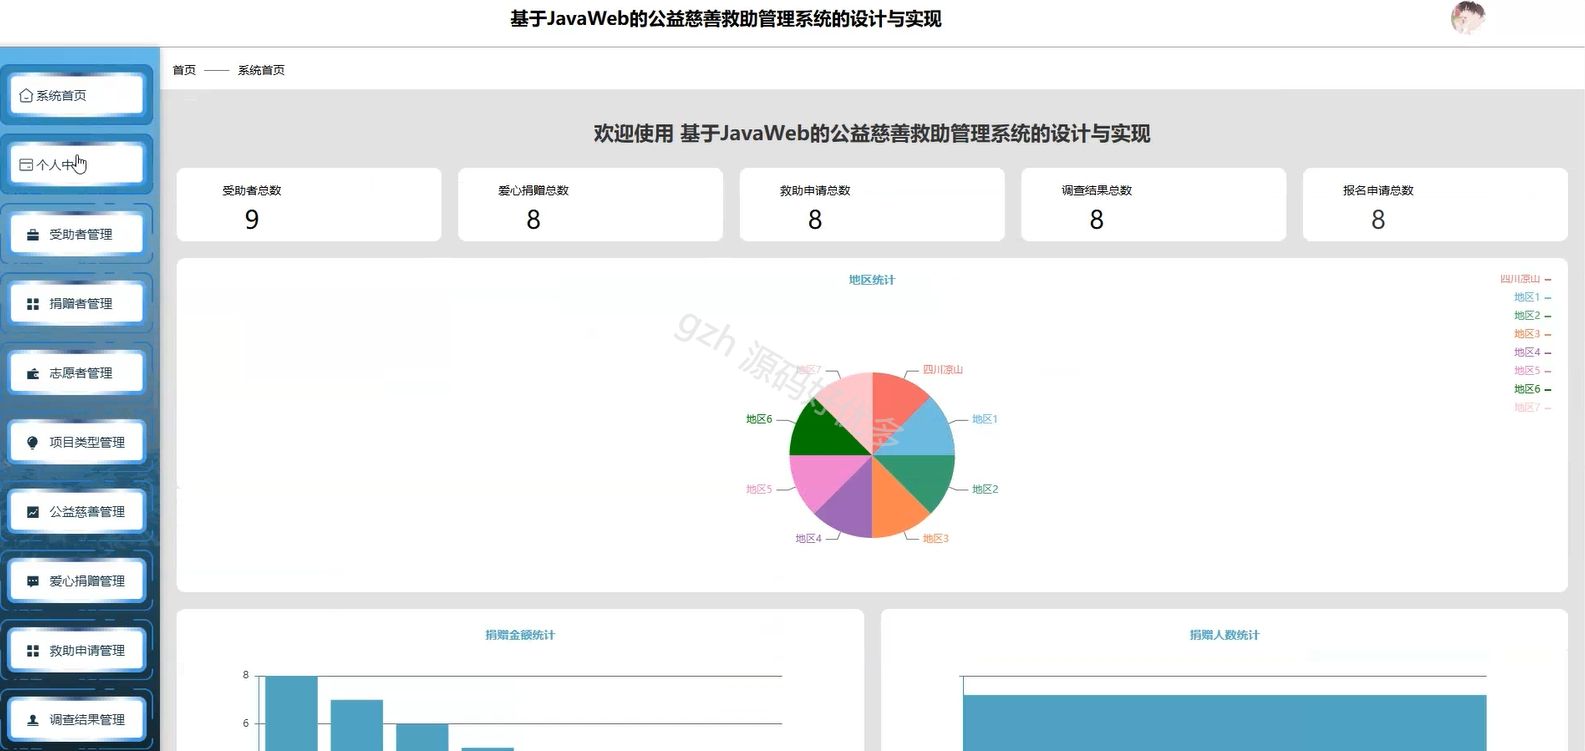 基于JavaWeb的公益慈善救助管理系统的设计与实现
首页 —— 系统首页
系统首页
个人中
受助者管理
捐赠者管理
志愿者管理
项目类型管理
公益慈善管理
爱心捐赠管理
救助申请管理
调查结果管理
欢迎使用 基于JavaWeb的公益慈善救助管理系统的设计与实现
受助者总数
9
爱心捐赠总数
8
救助申请总数
8
调查结果总数
8
报名申请总数
8
地区统计
四川凉山
地区1
地区2
地区3
地区4
地区5
地区6
地区7
地区7
四川凉山
地区6
地区1
地区5
地区2
地区4
地区3
gzh 源码
捐赠金额统计
8
6
捐赠人数统计